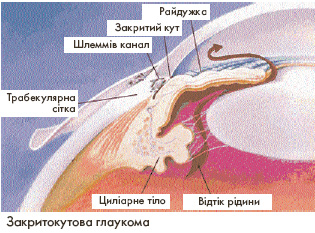 Райдужка
Закритий кут
Шлеммів канал
Трабекулярна
сітка
Циліарне тіло
Відтік рідини
Закритокутова глаукома